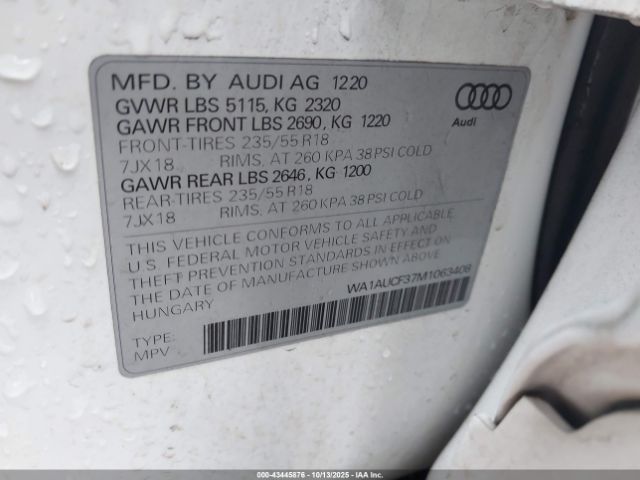 MFD. BY AUDI AG 12 20
GVWR LBS 5115, KG 2320
GAWR FRONT LBS 2690, KG 1220
FRONT-TIRES 235/55 R18
7JX18 RIMS, AT 260 KPA 38 PSI COLD
GAWR REAR LBS 2646, KG 1200
REAR-TIRES 235/55 R18
7JX18 RIMS, AT 260 KPA 38 PSI COLD
Audi
THIS VEHICLE CONFORMS TO ALL APPLICABLE
U.S. FEDERAL MOTOR VEHICLE SAFETY AND
THEFT PREVENTION STANDARDS IN EFFECT ON
THE DATE OF MANUFACTURE SHOWN ABOVE.
HUNGARY
WA1AUCF37M1063408
TYPE:
MPV
000-43445876 | 10/13/2025 | IAA Inc.